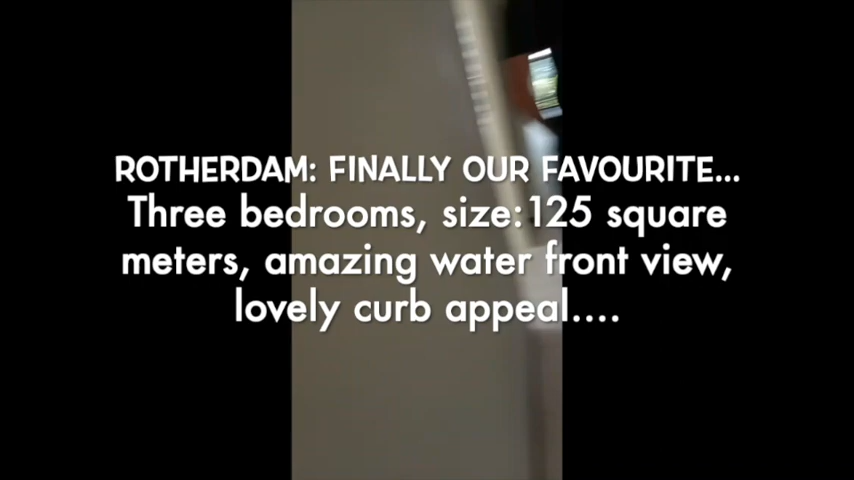 ROTHERDAM: FINALLY OUR FAVOURITE...
Three bedrooms, size:125 square
meters, amazing water front view,
lovely curb appeal....